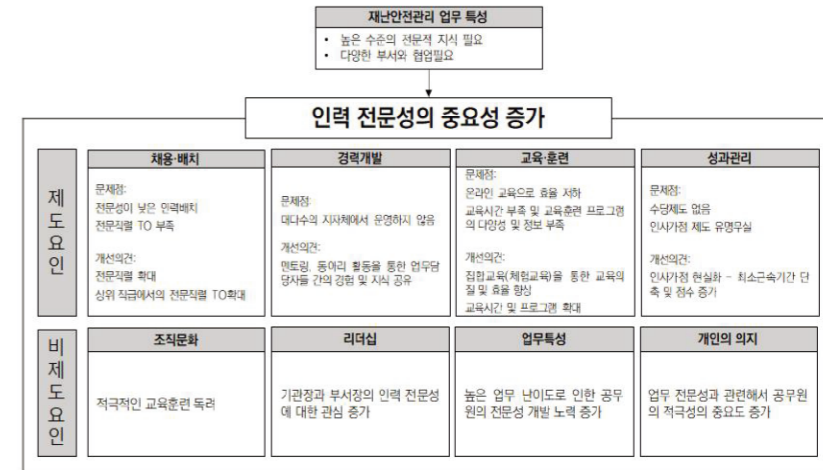 재난안전관리 업무 특성
• 높은 수준의 전문적 지식 필요
• 다양한 부서와 협업필요
인력 전문성의 중요성 증가
제도요인
채용·배치
문제점:
전문성이 낮은 인력배치
전문직렬 TO 부족
개선의견:
전문직렬 확대
상위 직급에서의 전문직렬 TO확대
경력개발
문제점:
대다수의 지자체에서 운영하지 않음
개선의견:
멘토링, 동아리 활동을 통한 업무담
당자들 간의 경험 및 지식 공유
교육·훈련
문제점:
온라인 교육으로 효율 저하
교육시간 부족 및 교육훈련 프로그램
의 다양성 및 정보 부족
개선의견:
집합교육(체험교육)을 통한 교육의
질 및 효율 향상
교육시간 및 프로그램 확대
성과관리
문제점:
수당제도 없음
인사가점 제도 유명무실
개선의견:
인사가점 현실화 – 최소근속기간 단
축 및 점수 증가
비제도요인
조직문화
적극적인 교육훈련 독려
리더십
기관장과 부서장의 인력 전문성
에 대한 관심 증가
업무특성
높은 업무 난이도로 인한 공무
원의 전문성 개발 노력 증가
개인의 의지
업무 전문성과 관련해서 공무원
의 적극성의 중요도 증가